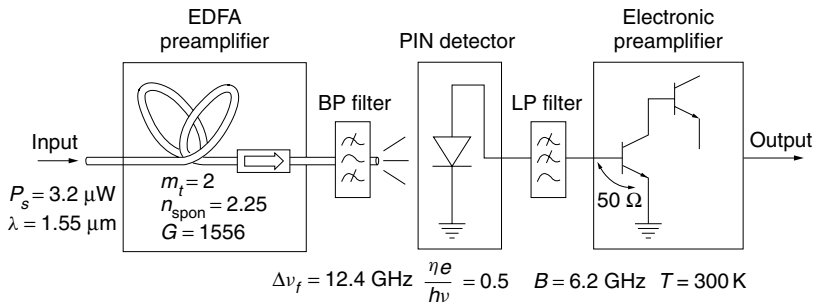 EDFA
preamplifier
PIN detector
Electronic
preamplifier
BP filter
LP filter
Input
Output
P_s = 3.2 μW
λ = 1.55 μm
m_t = 2
n_spon = 2.25
G = 1556
50 Ω
Δν_f = 12.4 GHz ηe/hν = 0.5 B = 6.2 GHz T = 300 K